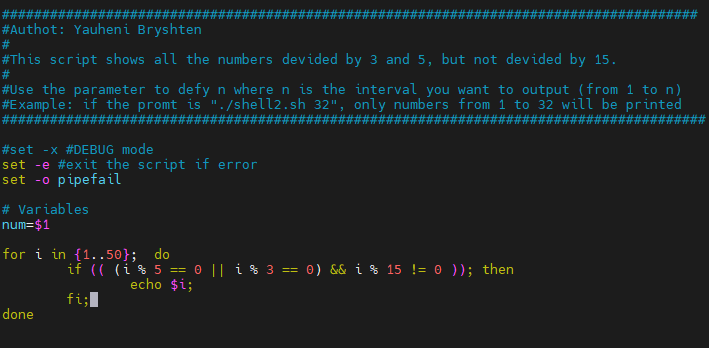 #######################################################################################
#Authot: Yauheni Bryshten
#
#This script shows all the numbers devided by 3 and 5, but not devided by 15.
#
#Use the parameter to defy n where n is the interval you want to output (from 1 to n)
#Example: if the promt is "./shell2.sh 32", only numbers from 1 to 32 will be printed
########################################################################################
#set -x #DEBUG mode
set -e #exit the script if error
set -o pipefail
# Variables
num=$1
for i in {1..50}; do
if (( (i % 5 == 0 || i % 3 == 0) && i % 15 != 0 )); then
echo $i;
fi;
done